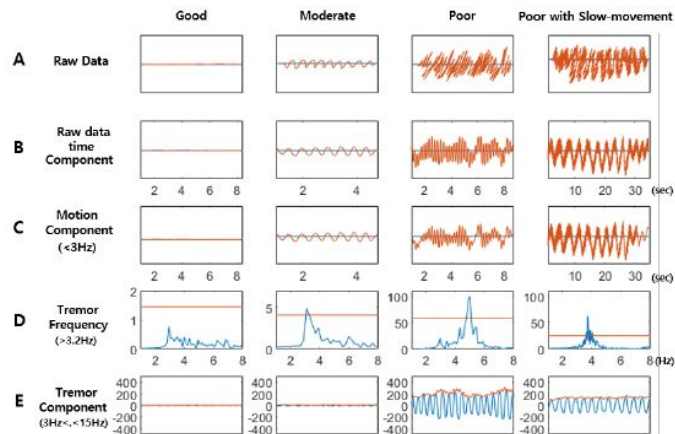 Good Moderate Poor Poor with Slow-movement
A Raw Data
B Raw data
time
Component
2 4 6 8 2 4 2 4 6 8 10 20 30 (sec)
C Motion
Component
(<3Hz)
2 4 6 8 2 4 2 4 6 8 10 20 30 (sec)
2 5 100 100
D Tremor
Frequency
(>3.2Hz)
1 50 50
0 0 0 0
2 4 6 8 2 4 6 8 2 4 6 8 2 4 6 8 (Hz)
E Tremor
Component
(3Hz<,<15Hz)
400 400 400 400
200 200 200 200
0 0 0 0
-200 -200 -200 -200
-400 -400 -400 -400